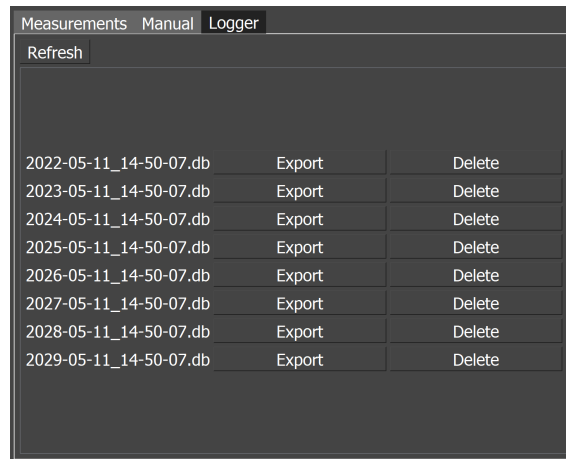 Measurements Manual Logger
Refresh
2022-05-11_14-50-07.db Export Delete
2023-05-11_14-50-07.db Export Delete
2024-05-11_14-50-07.db Export Delete
2025-05-11_14-50-07.db Export Delete
2026-05-11_14-50-07.db Export Delete
2027-05-11_14-50-07.db Export Delete
2028-05-11_14-50-07.db Export Delete
2029-05-11_14-50-07.db Export Delete